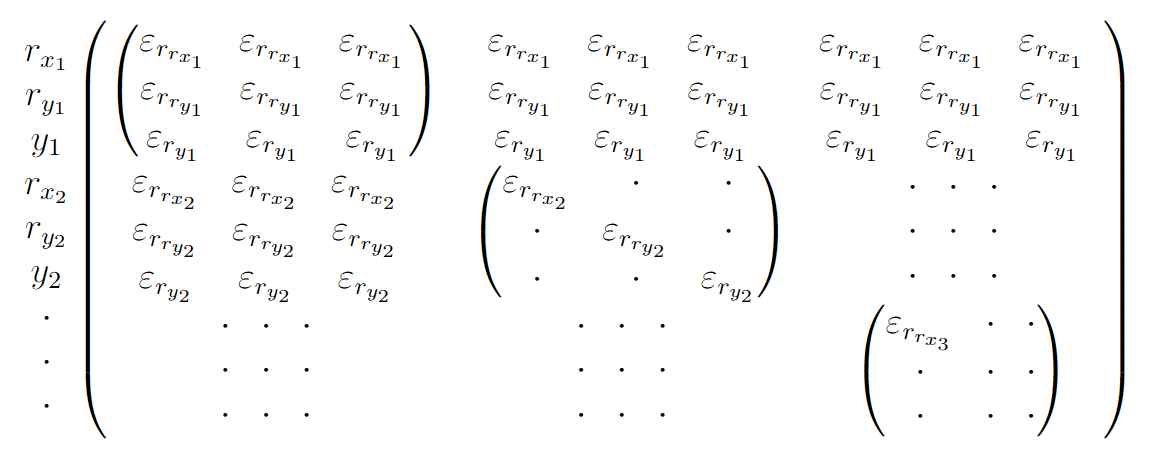 r_{x_1} ( ( ε_{r_{r_{x_1}}} ε_{r_{r_{x_1}}} ε_{r_{r_{x_1}}} ) ε_{r_{r_{x_1}}} ε_{r_{r_{x_1}}} ε_{r_{r_{x_1}}} ε_{r_{r_{x_1}}} ε_{r_{r_{x_1}}} ε_{r_{r_{x_1}}} )
r_{y_1} ε_{r_{r_{y_1}}} ε_{r_{r_{y_1}}} ε_{r_{r_{y_1}}} ε_{r_{r_{y_1}}} ε_{r_{r_{y_1}}} ε_{r_{r_{y_1}}} ε_{r_{r_{y_1}}} ε_{r_{r_{y_1}}} ε_{r_{r_{y_1}}}
y_1 ε_{r_{y_1}} ε_{r_{y_1}} ε_{r_{y_1}} ε_{r_{y_1}} ε_{r_{y_1}} ε_{r_{y_1}} ε_{r_{y_1}} ε_{r_{y_1}} ε_{r_{y_1}}
r_{x_2} ε_{r_{r_{x_2}}} ε_{r_{r_{x_2}}} ε_{r_{r_{x_2}}} ( ε_{r_{r_{x_2}}} · · ) · · ·
r_{y_2} ε_{r_{r_{y_2}}} ε_{r_{r_{y_2}}} ε_{r_{r_{y_2}}} · ε_{r_{r_{y_2}}} · · · ·
y_2 ε_{r_{y_2}} ε_{r_{y_2}} ε_{r_{y_2}} · · ε_{r_{y_2}} · · ·
· · · · · · · ( ε_{r_{r_{x_3}}} · · )
· · · · · · · · · ·
· · · · · · · · · ·